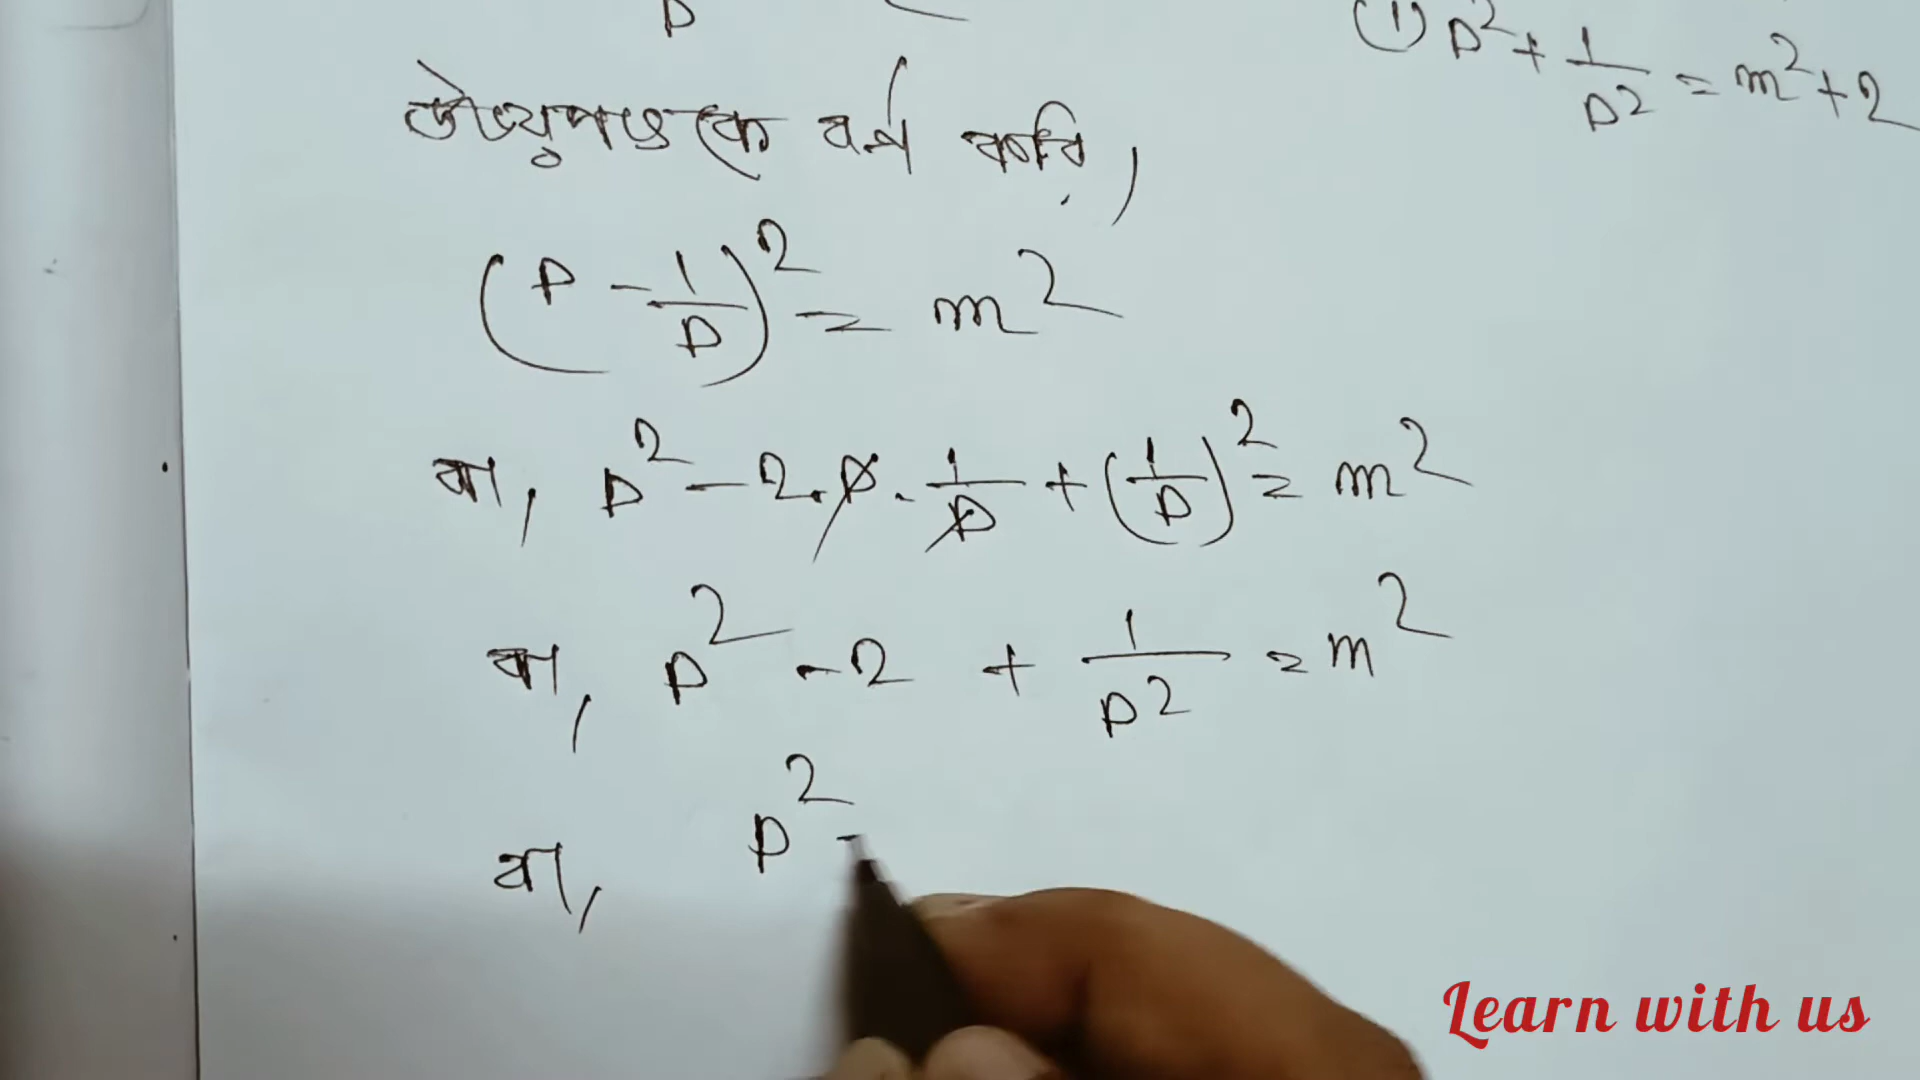 p
(1) p² + 1/p² = m² + 2
উভয়পক্ষকে বর্গ করি,
(p - 1/p)² = m²
বা, p² - 2.p.1/p + (1/p)² = m²
বা, p² - 2 + 1/p² = m²
বা, p² -
Learn with us